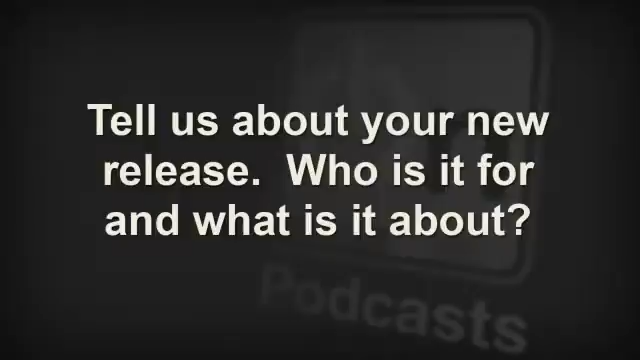 Tell us about your new
release.  Who is it for
and what is it about?
Podcasts